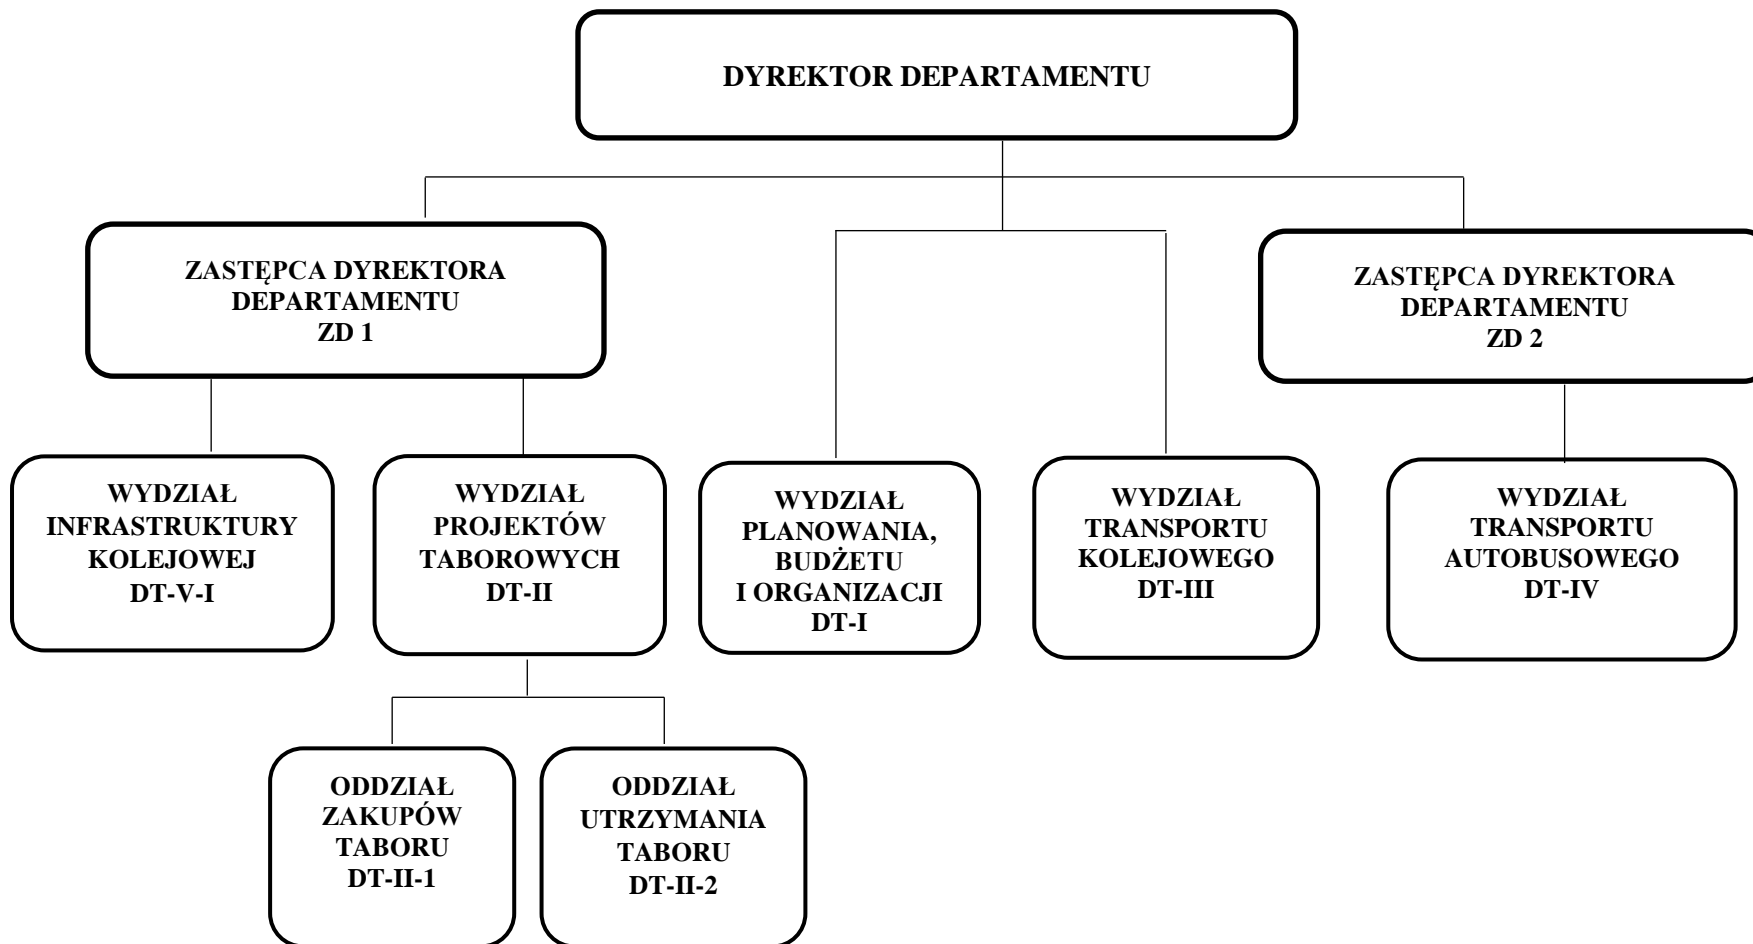 DYREKTOR DEPARTAMENTU
ZASTĘPCA DYREKTORA
DEPARTAMENTU
ZD 1
ZASTĘPCA DYREKTORA
DEPARTAMENTU
ZD 2
WYDZIAŁ
INFRASTRUKTURY
KOLEJOWEJ
DT-V-I
WYDZIAŁ
PROJEKTÓW
TABOROWYCH
DT-II
WYDZIAŁ
PLANOWANIA,
BUDŻETU
I ORGANIZACJI
DT-I
WYDZIAŁ
TRANSPORTU
KOLEJOWEGO
DT-III
WYDZIAŁ
TRANSPORTU
AUTOBUSOWEGO
DT-IV
ODDZIAŁ
ZAKUPÓW
TABORU
DT-II-1
ODDZIAŁ
UTRZYMANIA
TABORU
DT-II-2